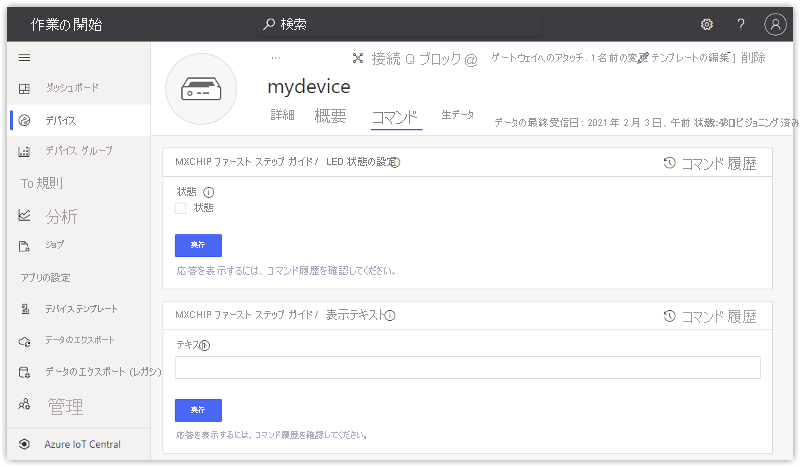 作業の開始
検索
?
ダッシュボード
デバイス
デバイス グループ
To 規則
分析
ジョブ
アプリの設定
デバイス テンプレート
データのエクスポート
データのエクスポート (レガシ)
管理
Azure IoT Central
...
接続 Q ブロック @ ゲートウェイへのアタッチ . 1 名前の変更 テンプレートの編集 ] 削除
mydevice
詳細 概要 コマンド 生データ
データの最終受信日: 2021 年 2 月 3 日、午前 プロビジョニング済み
MXCHIP ファースト ステップ ガイド / LED 状態の設定
コマンド 履歴
状態
状態
実行
応答を表示するには、コマンド履歴を確認してください。
MXCHIP ファースト ステップ ガイド / 表示テキスト
コマンド 履歴
テキスト
実行
応答を表示するには、コマンド履歴を確認してください。